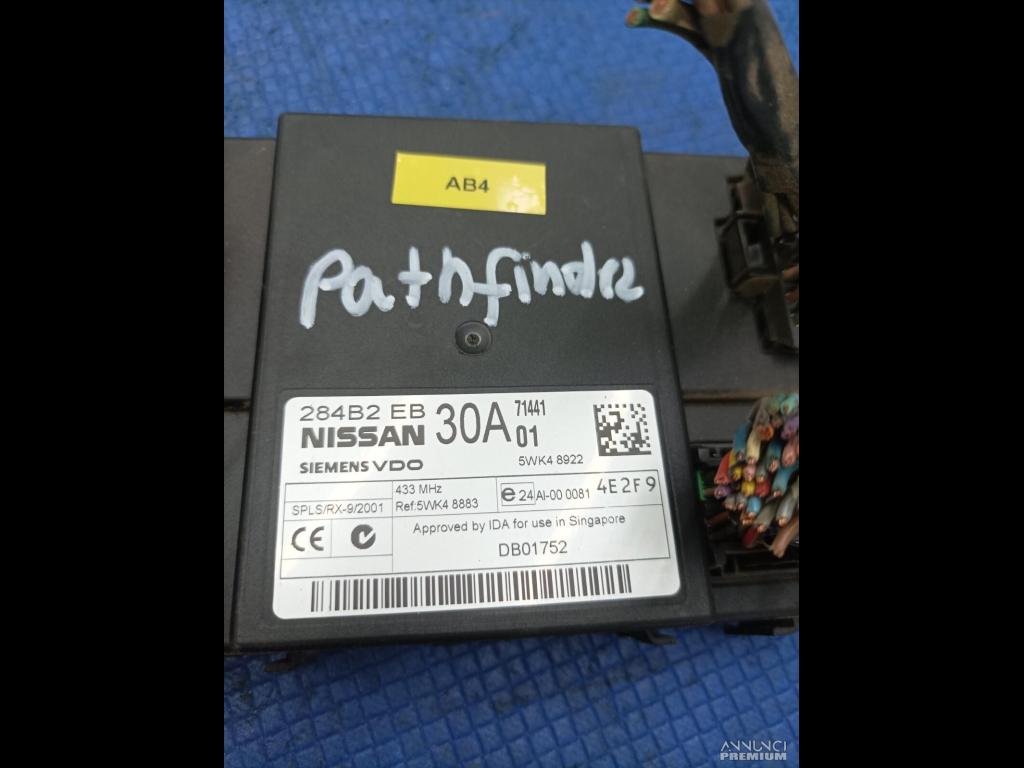 AB4
Pathfinder
284B2 EB 30A 71441
NISSAN 01
SIEMENS VDO 5WK4 8922
433 MHz
SPLS/RX-9/2001 Ref:5WK4 8883 e24 AI-00 0081 4E2F9
CE Approved by IDA for use in Singapore
DB01752
ANNUNCI
PREMIUM